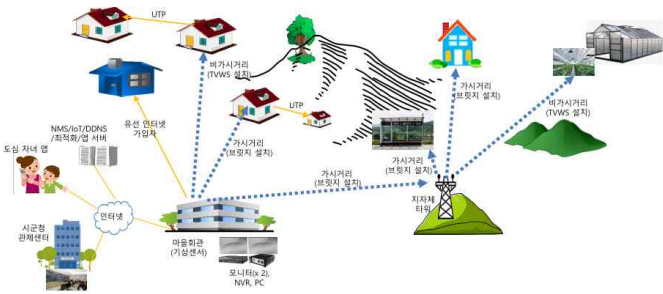 UTP
비가시거리
(TVWS 설치)
가시거리
(브릿지 설치)
비가시거리
(TVWS 설치)
유선 인터넷
가입자
UTP
가시거리
(브릿지 설치)
NMS/IoT/DDNS
/최적화/앱 서버
도심 자녀 앱
가시거리
(브릿지 설치)
가시거리
(브릿지 설치)
지자체
타워
인터넷
시군청
관제센터
마을회관
(기상센서)
모니터(x 2),
NVR, PC